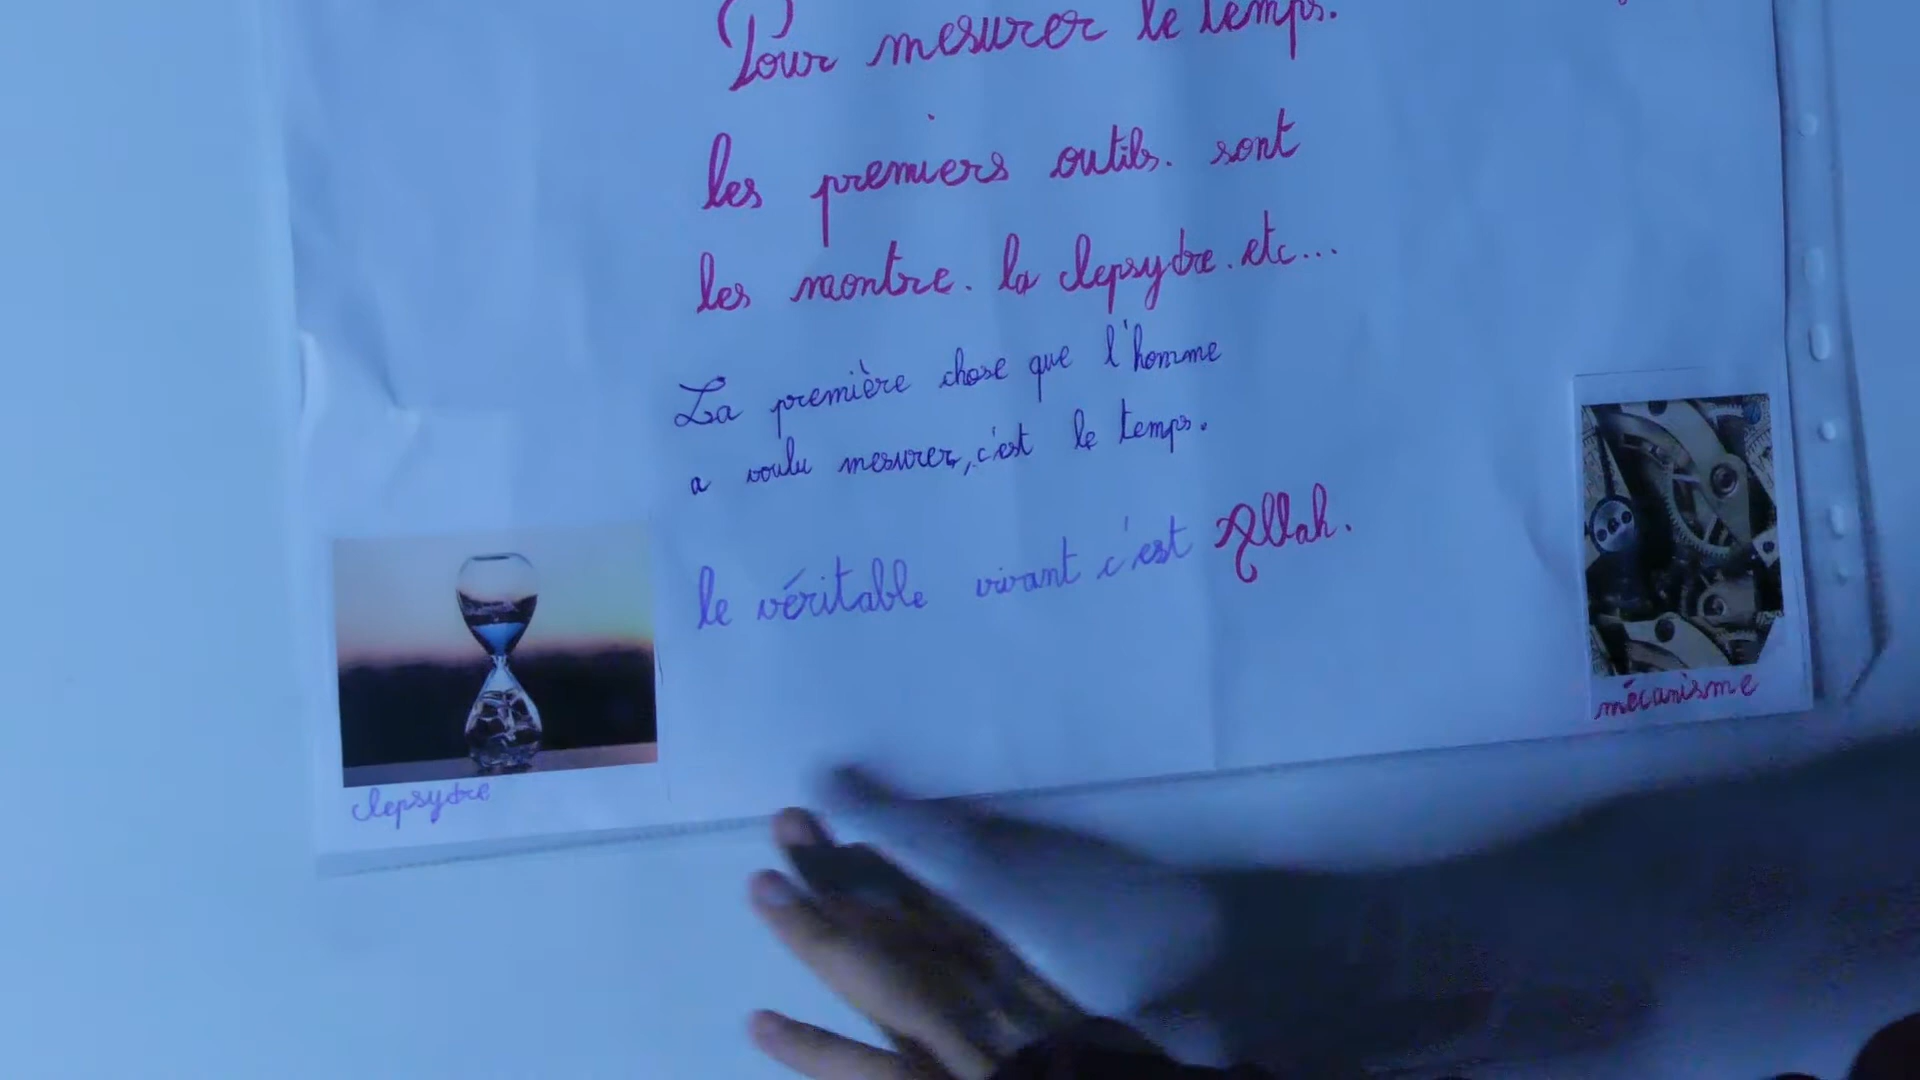 Pour mesurer le temps.
les premiers outils. sont
les montre. la clepsydre. etc...
La première chose que l'homme
a voulu mesurer, c'est le temps.
le véritable vivant c'est Allah.
clepsydre
mécanisme